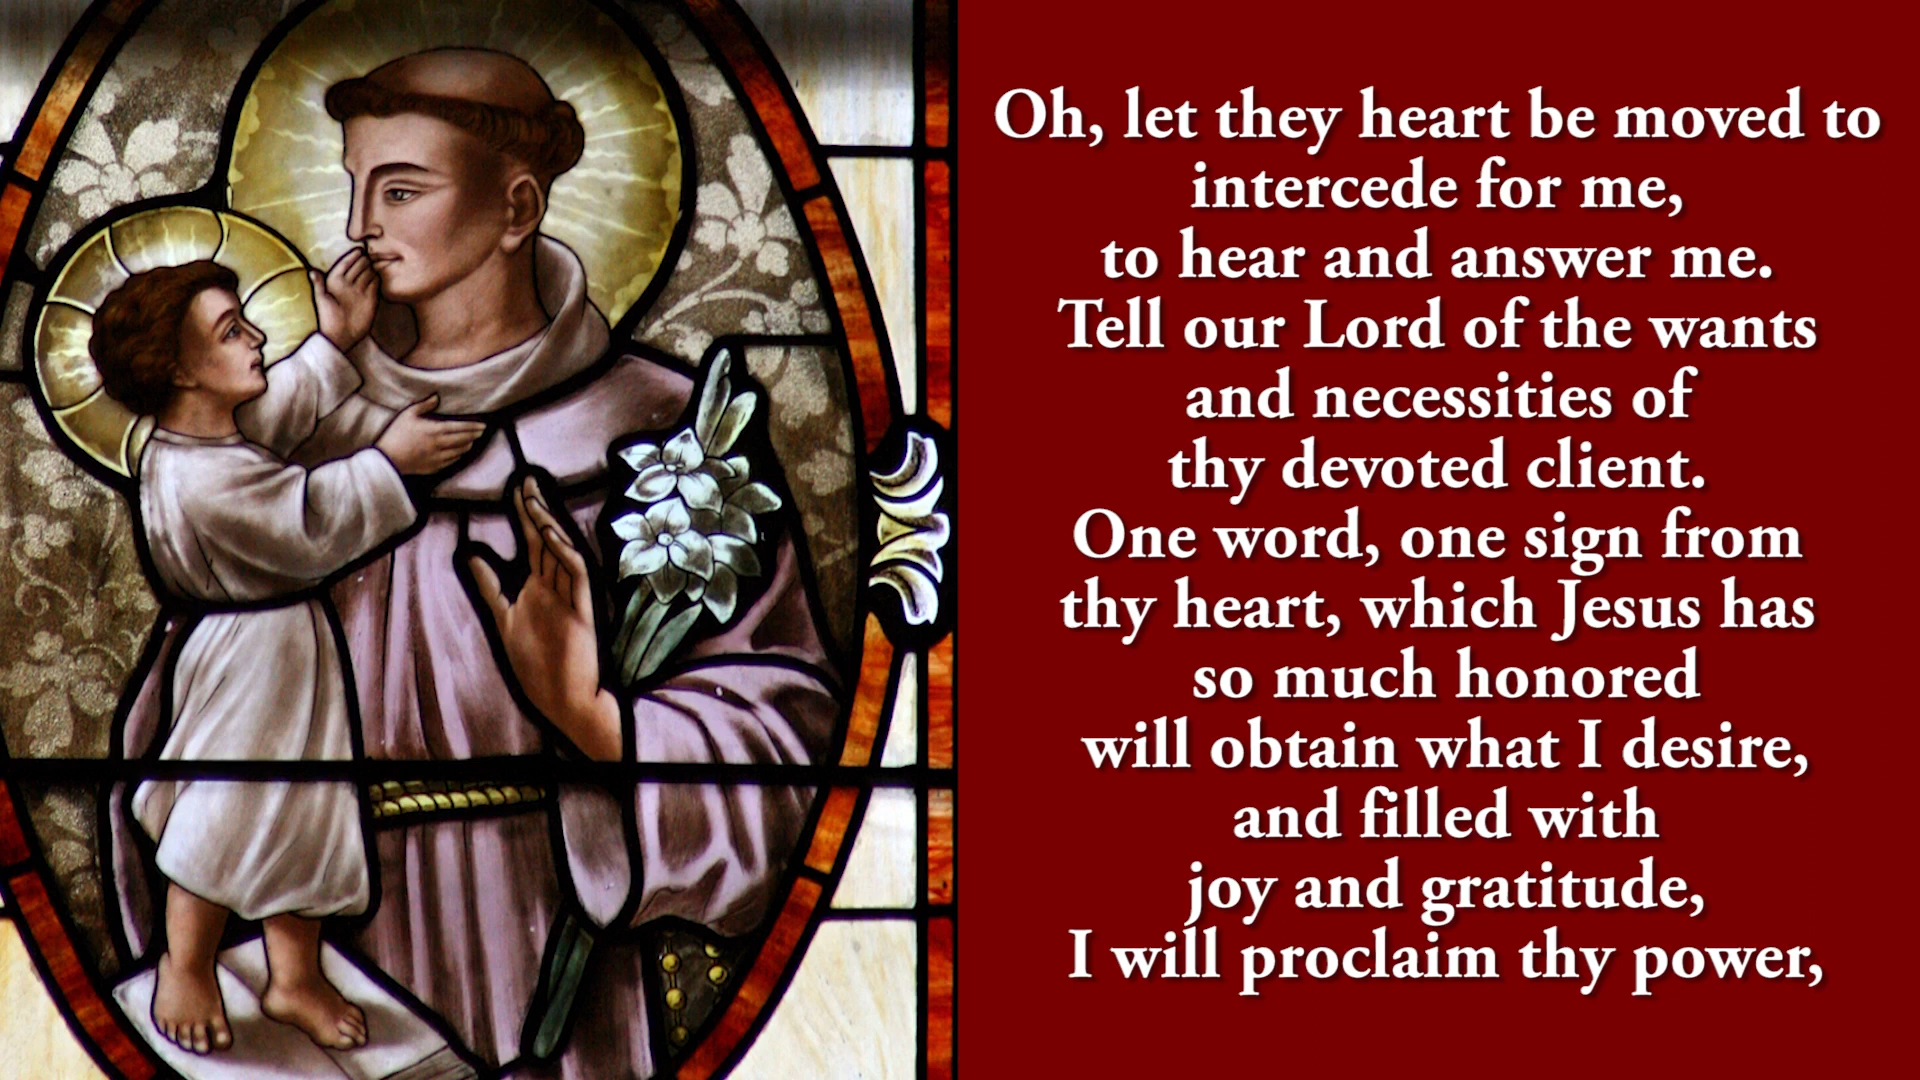 Oh, let they heart be moved to
intercede for me,
to hear and answer me.
Tell our Lord of the wants
and necessities of
thy devoted client.
One word, one sign from
thy heart, which Jesus has
so much honored
will obtain what I desire,
and filled with
joy and gratitude,
I will proclaim thy power,